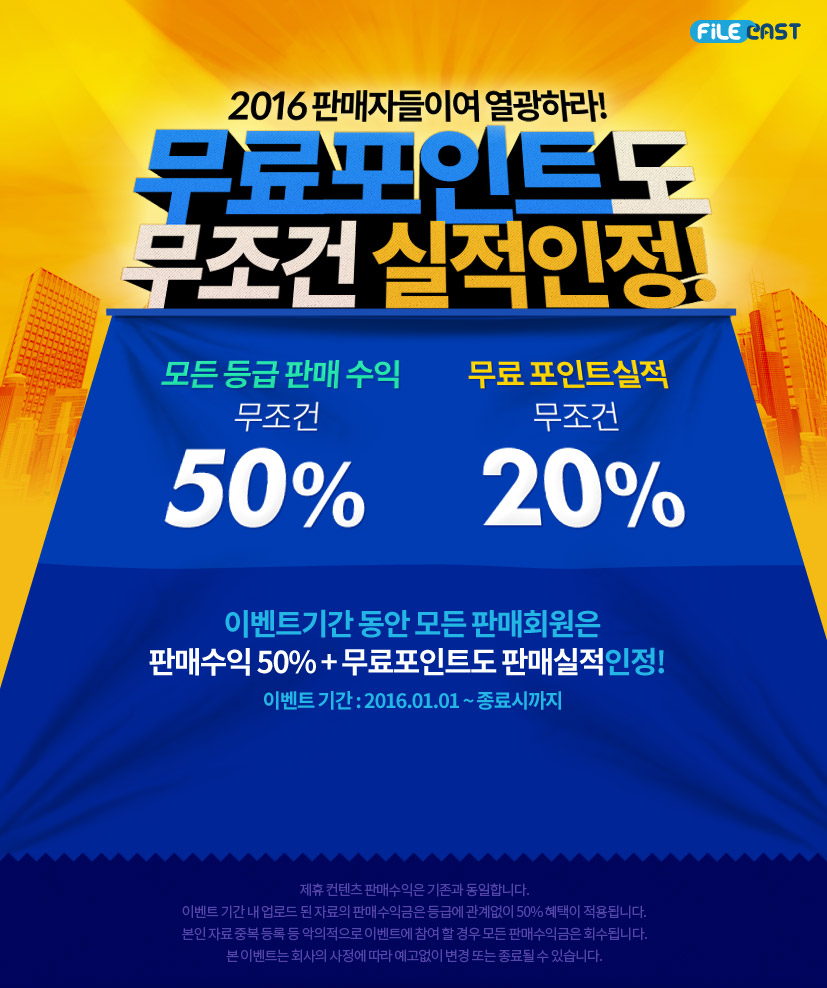 FiLECAST
2016 판매자들이여 열광하라!
무료포인트도
무조건 실적인정!
모든 등급 판매 수익
무조건
50%
무료 포인트실적
무조건
20%
이벤트기간 동안 모든 판매회원은
판매수익 50% + 무료포인트도 판매실적인정!
이벤트 기간 : 2016.01.01 ~ 종료시까지
제휴 컨텐츠 판매수익은 기존과 동일합니다.
이벤트 기간 내 업로드 된 자료의 판매수익금은 등급에 관계없이 50% 혜택이 적용됩니다.
본인 자료 중복 등록 등 악의적으로 이벤트에 참여 할 경우 모든 판매수익금은 회수됩니다.
본 이벤트는 회사의 사정에 따라 예고없이 변경 또는 종료될 수 있습니다.